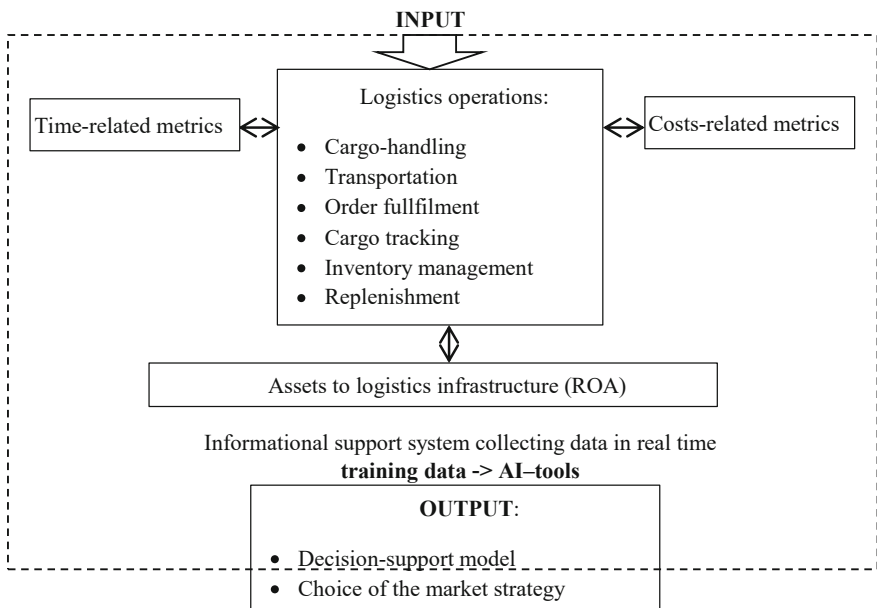 INPUT
Logistics operations:
Time-related metrics
Costs-related metrics
• Cargo-handling
• Transportation
• Order fullfilment
• Cargo tracking
• Inventory management
• Replenishment
Assets to logistics infrastructure (ROA)
Informational support system collecting data in real time
training data -> AI–tools
OUTPUT:
• Decision-support model
• Choice of the market strategy